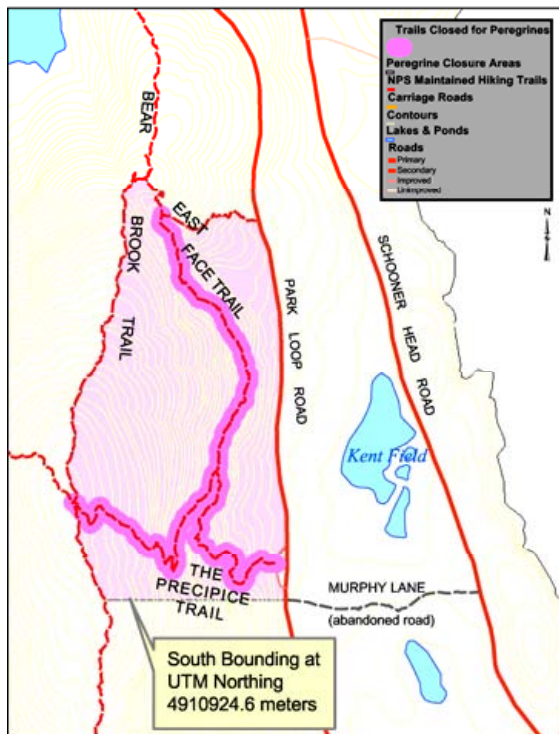 Trails Closed for Peregrines
Peregrine Closure Areas
NPS Maintained Hiking Trails
Carriage Roads
Contours
Lakes & Ponds
Roads
Primary
Secondary
Improved
Unimproved
N
BEAR
BROOK
TRAIL
EAST
FACE TRAIL
PARK
LOOP
ROAD
SCHOONER
HEAD
ROAD
Kent Field
THE
PRECIPICE
TRAIL
MURPHY LANE
(abandoned road)
South Bounding at
UTM Northing
4910924.6 meters